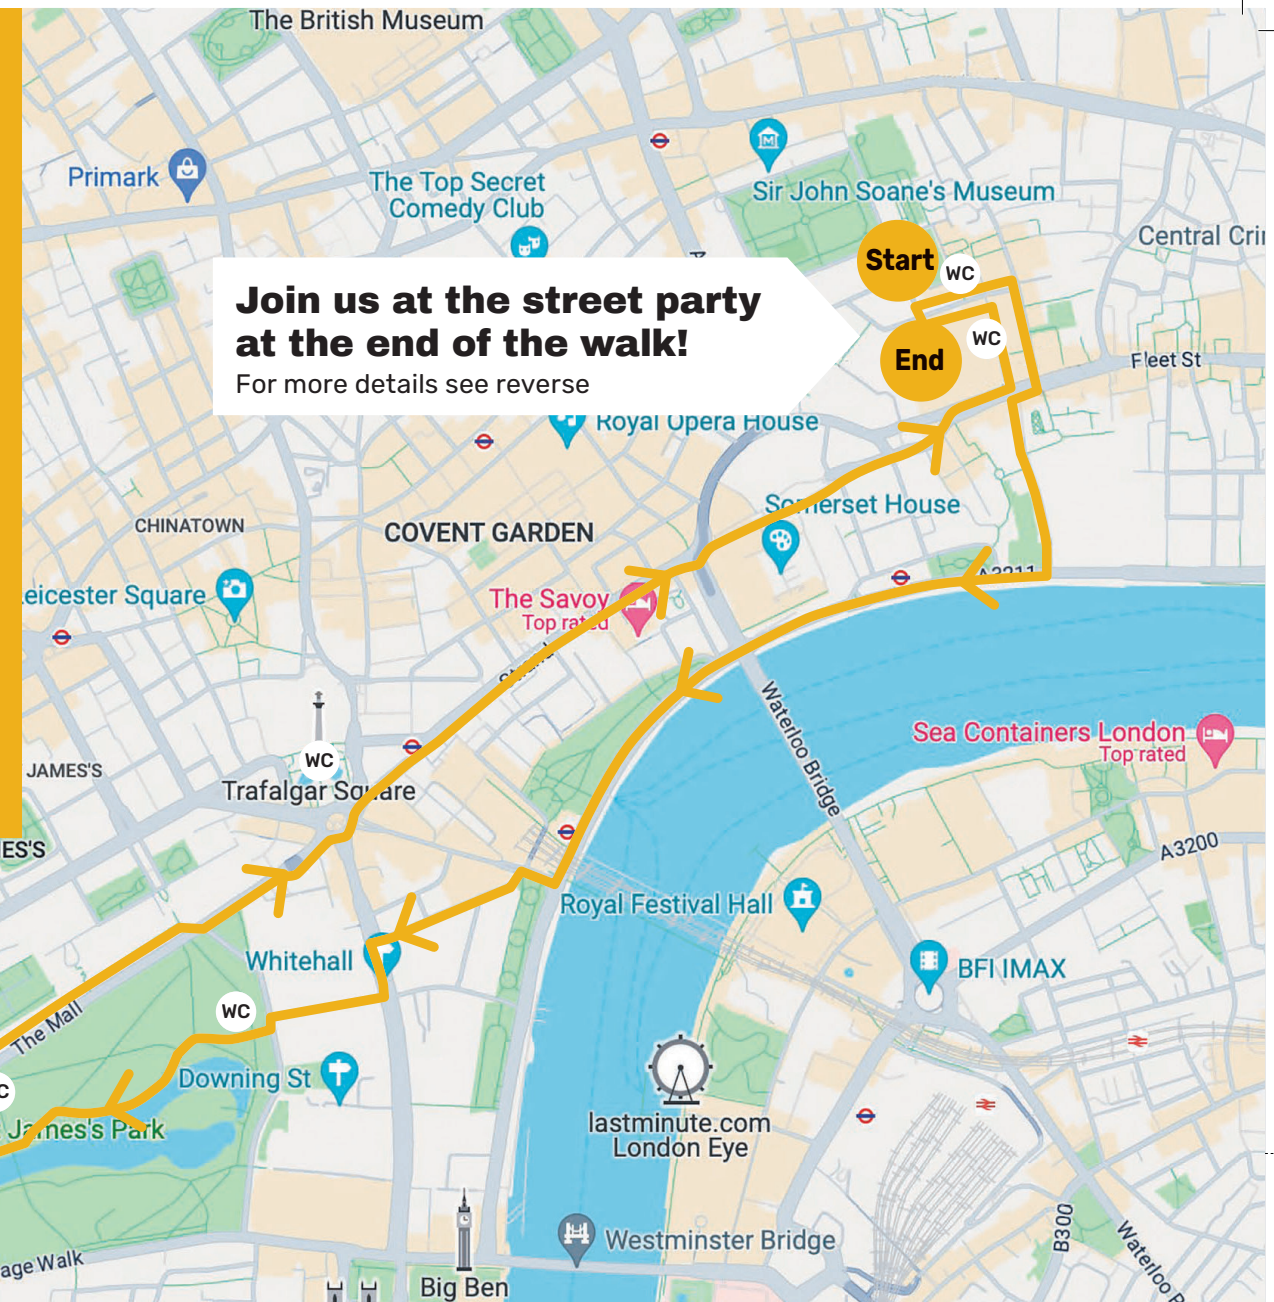 The British Museum
Primark
The Top Secret
Comedy Club
Sir John Soane's Museum
Central Cri
Start
WC
Join us at the street party
at the end of the walk!
For more details see reverse
WC
End
Fleet St
Royal Opera House
Somerset House
CHINATOWN
COVENT GARDEN
eicester Square
The Savoy
Top rated
A3211
Strand
Waterloo Bridge
WC
Sea Containers London
Top rated
JAMES'S
Trafalgar Square
ES'S
A3200
Royal Festival Hall
Whitehall
BFI IMAX
WC
The Mall
Downing St
C
James's Park
lastminute.com
London Eye
B300
Waterloo R
Westminster Bridge
age Walk
Big Ben